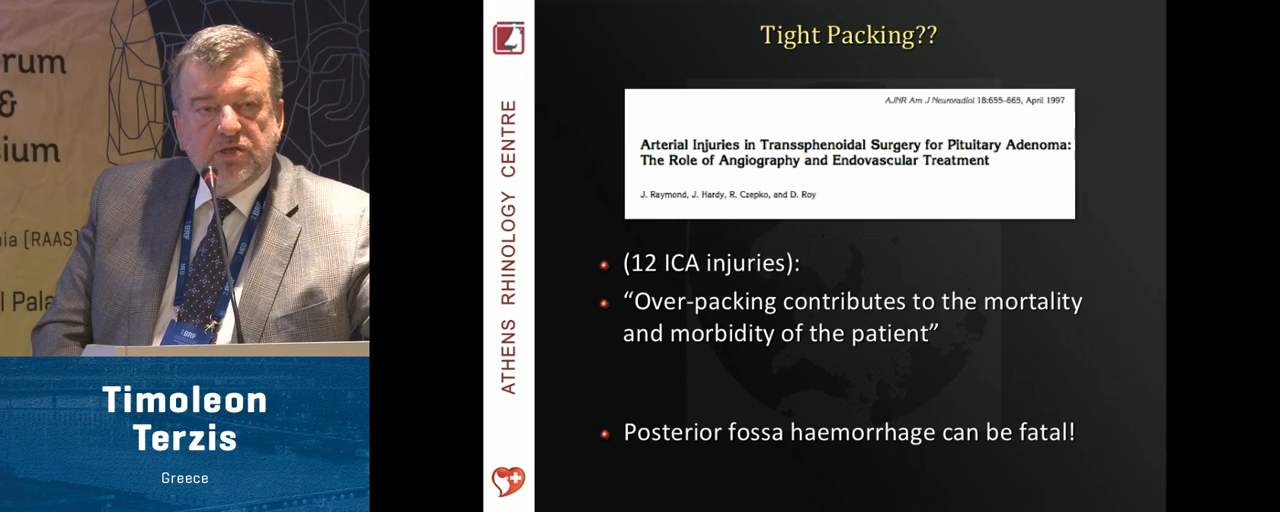 orum
&
sium
bia (RAAS)
l Pala
BRF
Timoleon
Terzis
Greece
ATHENS RHINOLOGY CENTRE
Tight Packing??
AJNR Am J Neuroradiol 18:655–665, April 1997
Arterial Injuries in Transsphenoidal Surgery for Pituitary Adenoma:
The Role of Angiography and Endovascular Treatment
J. Raymond, J. Hardy, R. Czepko, and D. Roy
(12 ICA injuries):
“Over-packing contributes to the mortality
and morbidity of the patient”
Posterior fossa haemorrhage can be fatal!